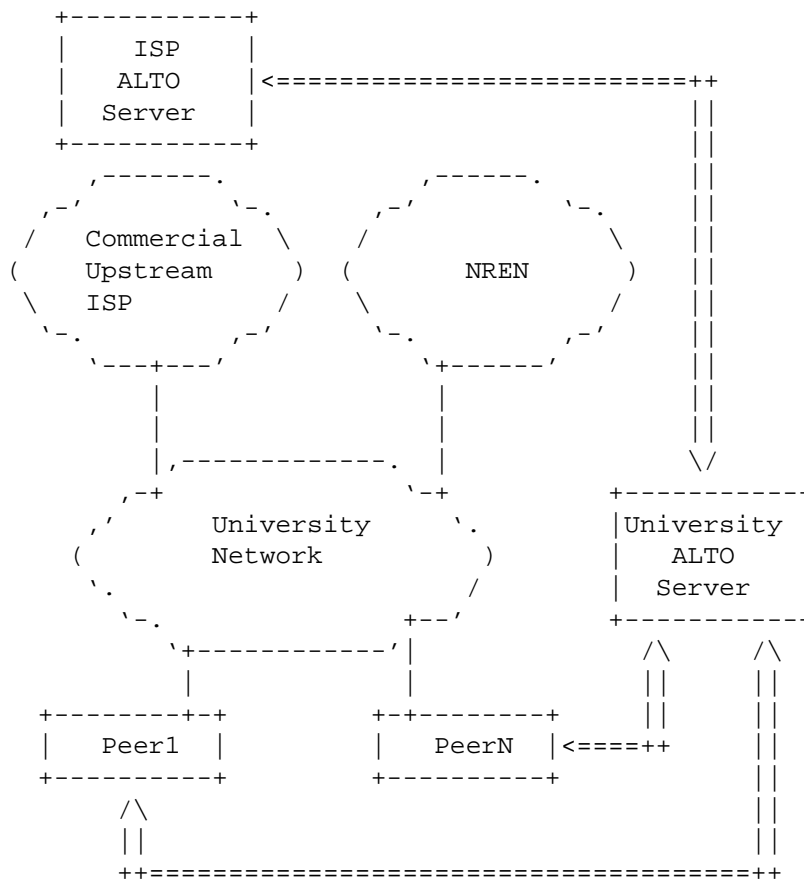 ISP
ALTO
Server
Commercial
Upstream
ISP
NREN
University
Network
University
ALTO
Server
Peer1
PeerN